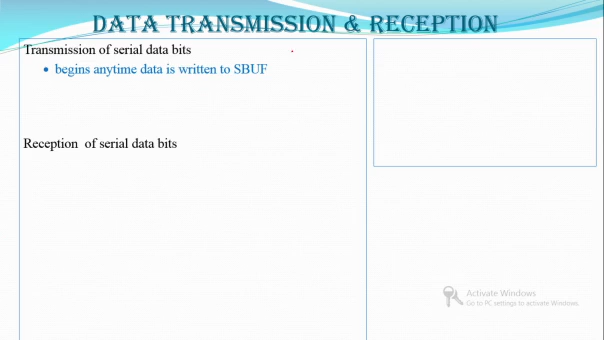 DATA TRANSMISSION & RECEPTION
Transmission of serial data bits
• begins anytime data is written to SBUF
Reception of serial data bits
Activate Windows
Go to PC settings to activate Windows.